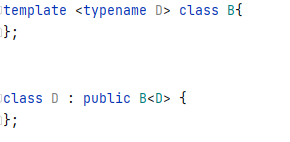 template <typename D> class B{
};
class D : public B<D> {
};